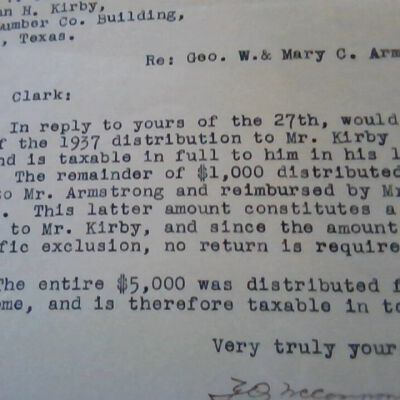 n H. Kirby,
umber Co. Building,
, Texas.
Re: Geo. W.& Mary C. Arm
Clark:
In reply to yours of the 27th, would
f the 1937 distribution to Mr. Kirby
nd is taxable in full to him in his l
The remainder of $1,000 distributed
to Mr. Armstrong and reimbursed by Mr
. This latter amount constitutes a
to Mr. Kirby, and since the amount
fic exclusion, no return is require
The entire $5,000 was distributed f
ome, and is therefore taxable in to
Very truly your